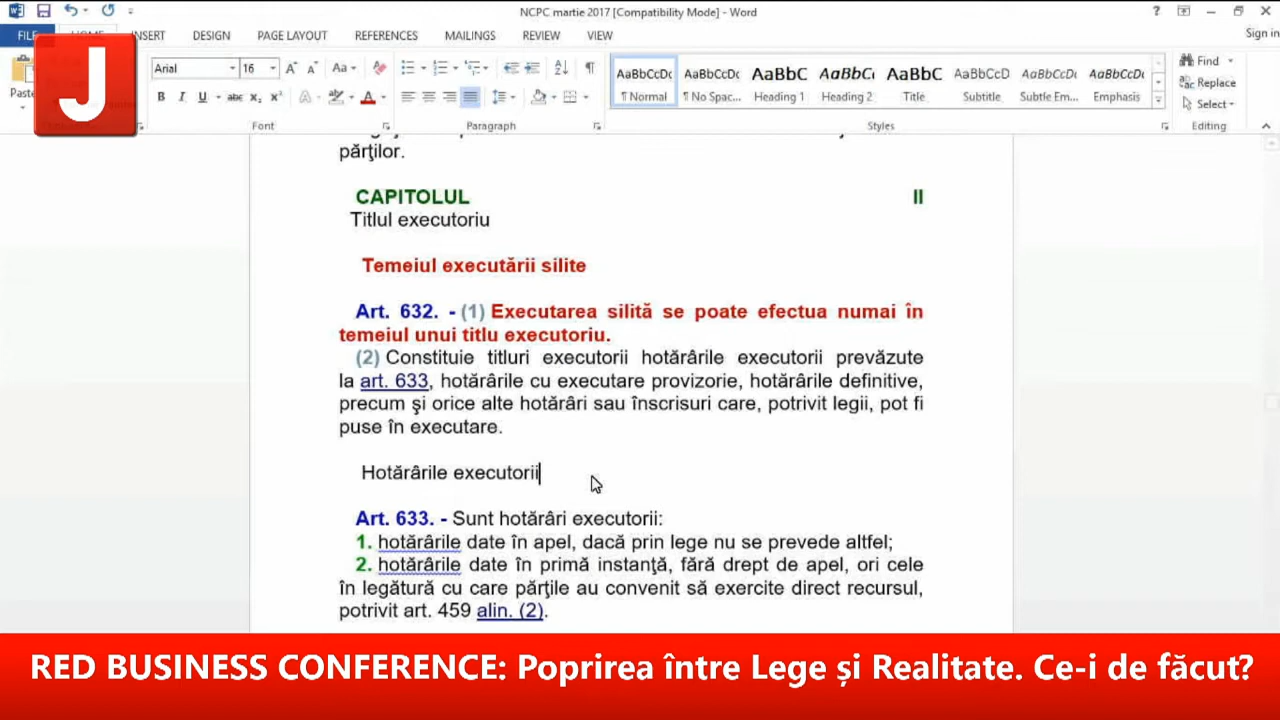 NCPC martie 2017 [Compatibility Mode] - Word
Sign in
FILE HOME INSERT DESIGN PAGE LAYOUT REFERENCES MAILINGS REVIEW VIEW
J
Paste
Arial 16 Aa
B I U abc x₂ x² A A
Font
Paragraph
AaBbCcDc AaBbCcDc AaBbC AaBbCc AaBbC AaBbCcD AaBbCcDc AaBbCcDc
¶ Normal ¶ No Spac... Heading 1 Heading 2 Title Subtitle Subtle Em... Emphasis
Styles
Find
Replace
Select
Editing
părţilor.
CAPITOLUL II
Titlul executoriu
Temeiul executării silite
Art. 632. - (1) Executarea silită se poate efectua numai în
temeiul unui titlu executoriu.
(2) Constituie titluri executorii hotărârile executorii prevăzute
la art. 633, hotărârile cu executare provizorie, hotărârile definitive,
precum şi orice alte hotărâri sau înscrisuri care, potrivit legii, pot fi
puse în executare.
Hotărârile executorii
Art. 633. - Sunt hotărâri executorii:
1. hotărârile date în apel, dacă prin lege nu se prevede altfel;
2. hotărârile date în primă instanţă, fără drept de apel, ori cele
în legătură cu care părţile au convenit să exercite direct recursul,
potrivit art. 459 alin. (2).
RED BUSINESS CONFERENCE: Poprirea între Lege și Realitate. Ce-i de făcut?